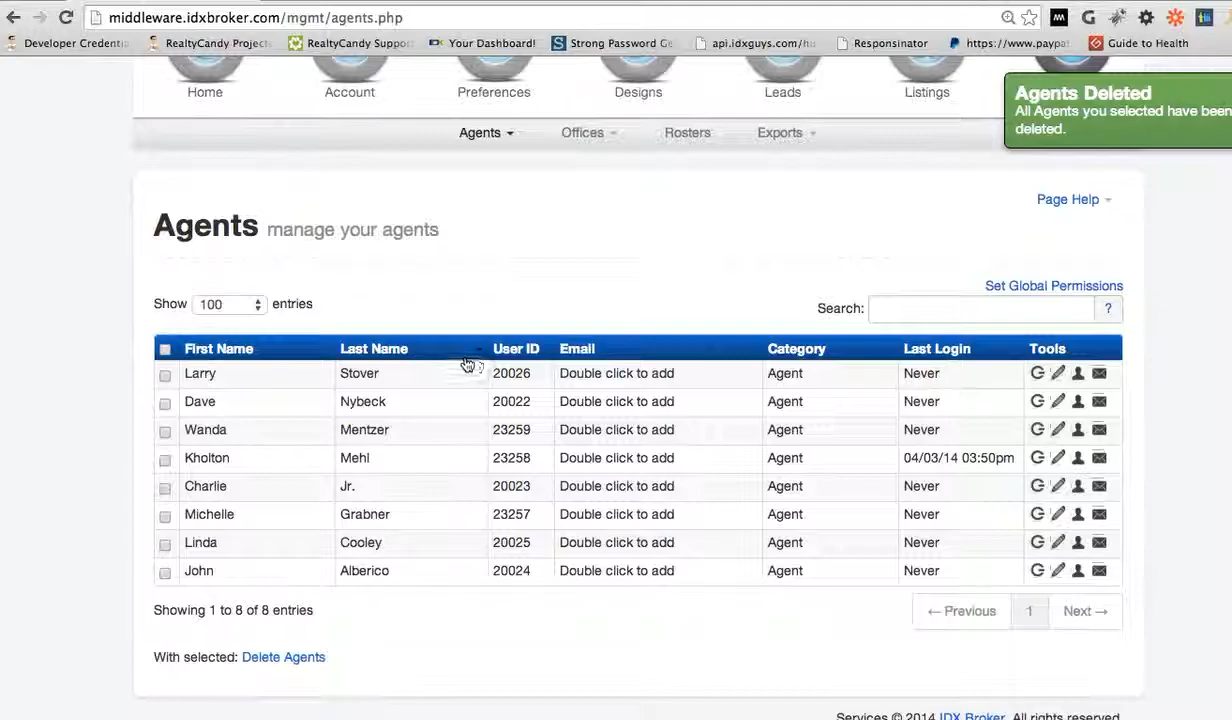 middleware.idxbroker.com/mgmt/agents.php
Developer Credenti RealtyCandy Project RealtyCandy Suppo Your Dashboard! Strong Password Ge api.idxguys.com/hu Responsinator https://www.paypa Guide to Health
Home Account Preferences Designs Leads Listings
Agents Deleted
All Agents you selected have been
deleted.
Agents Offices Rosters Exports
Page Help
Agents manage your agents
Set Global Permissions
Show 100 entries
Search: ?
First Name Last Name User ID Email Category Last Login Tools
Larry Stover 20026 Double click to add Agent Never
Dave Nybeck 20022 Double click to add Agent Never
Wanda Mentzer 23259 Double click to add Agent Never
Kholton Mehl 23258 Double click to add Agent 04/03/14 03:50pm
Charlie Jr. 20023 Double click to add Agent Never
Michelle Grabner 23257 Double click to add Agent Never
Linda Cooley 20025 Double click to add Agent Never
John Alberico 20024 Double click to add Agent Never
Showing 1 to 8 of 8 entries
← Previous 1 Next →
With selected: Delete Agents
Services © 2014 IDX Broker. All rights reserved.